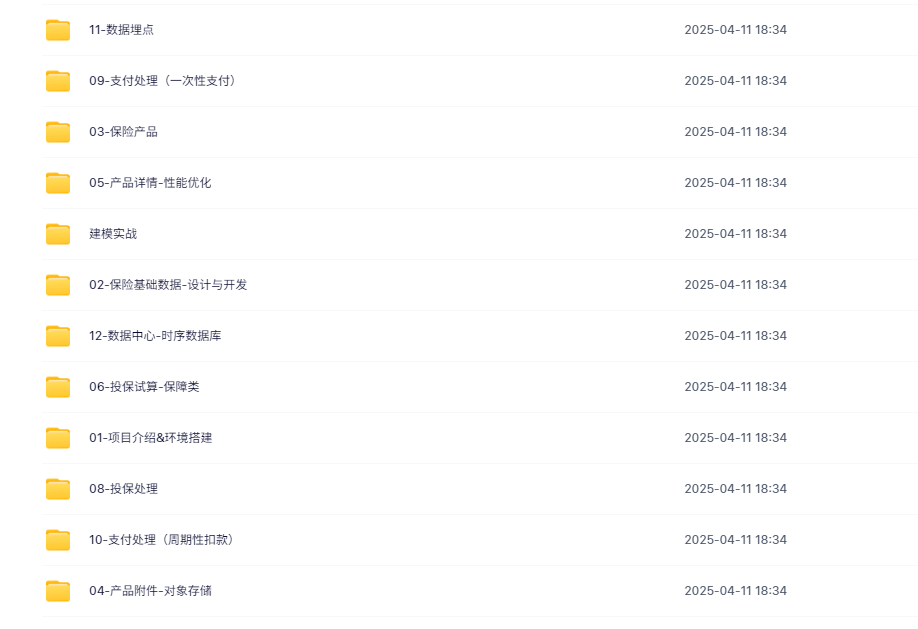 11-数据埋点 2025-04-11 18:34
09-支付处理（一次性支付） 2025-04-11 18:34
03-保险产品 2025-04-11 18:34
05-产品详情-性能优化 2025-04-11 18:34
建模实战 2025-04-11 18:34
02-保险基础数据-设计与开发 2025-04-11 18:34
12-数据中心-时序数据库 2025-04-11 18:34
06-投保试算-保障类 2025-04-11 18:34
01-项目介绍&环境搭建 2025-04-11 18:34
08-投保处理 2025-04-11 18:34
10-支付处理（周期性扣款） 2025-04-11 18:34
04-产品附件-对象存储 2025-04-11 18:34